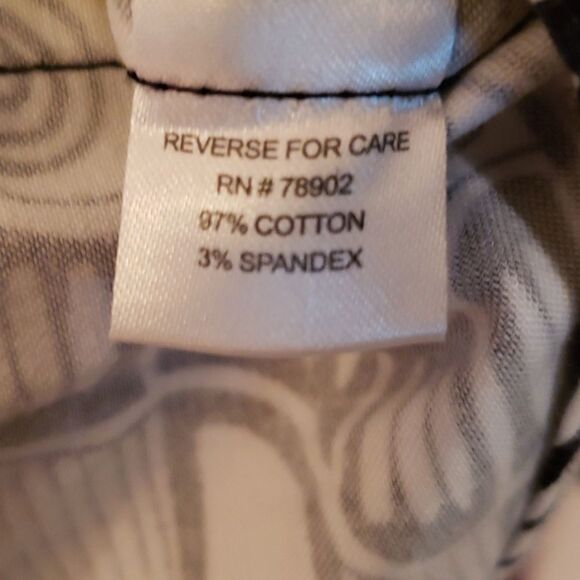 REVERSE FOR CARE
RN # 78902
97% COTTON
3% SPANDEX